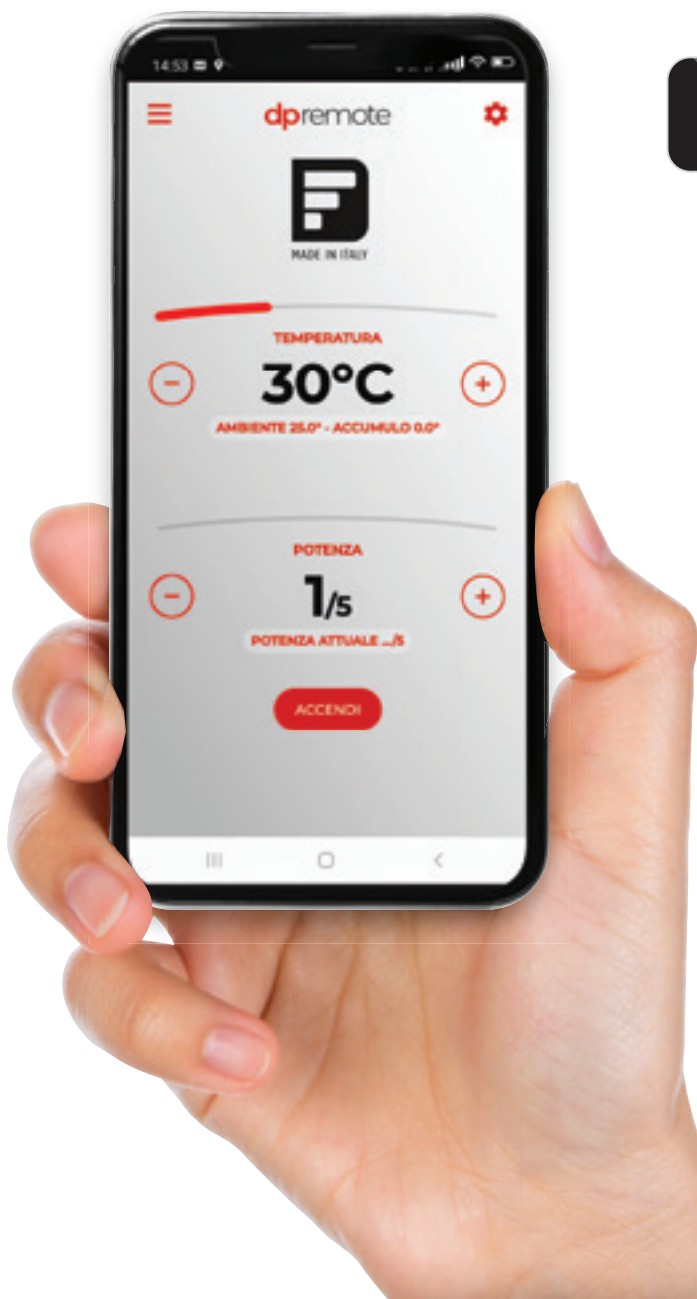 14:53
dpremote
MADE IN ITALY
TEMPERATURA
30°C
AMBIENTE 25.0° - ACCUMULO 0.0°
POTENZA
1/5
POTENZA ATTUALE .../5
ACCENDI